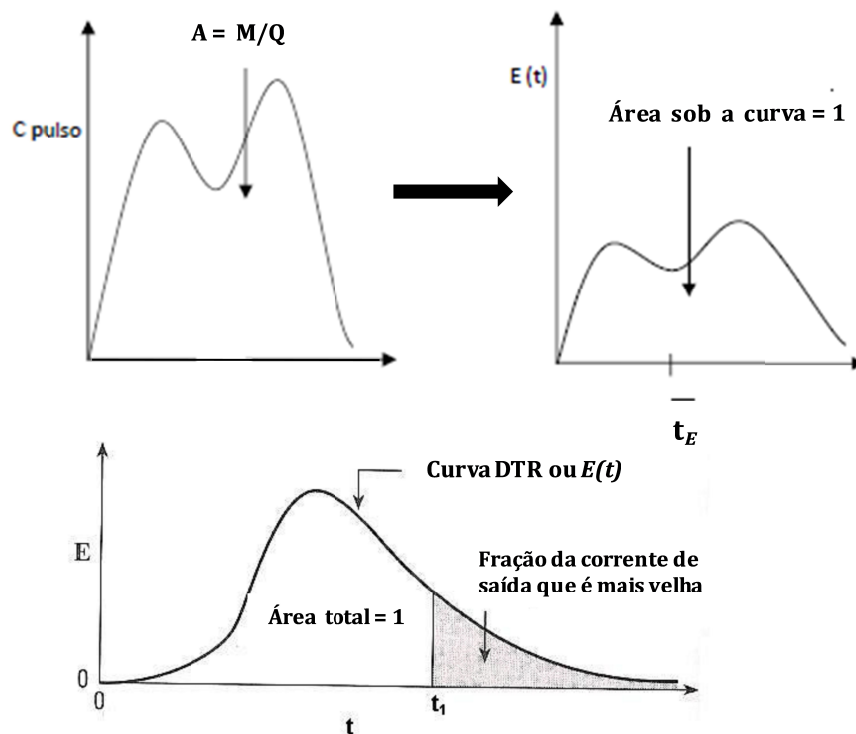 A = M/Q
C pulso
E (t)
Área sob a curva = 1
t_E
Curva DTR ou E(t)
E
Fração da corrente de
saída que é mais velha
Área total = 1
0
0
t₁
t